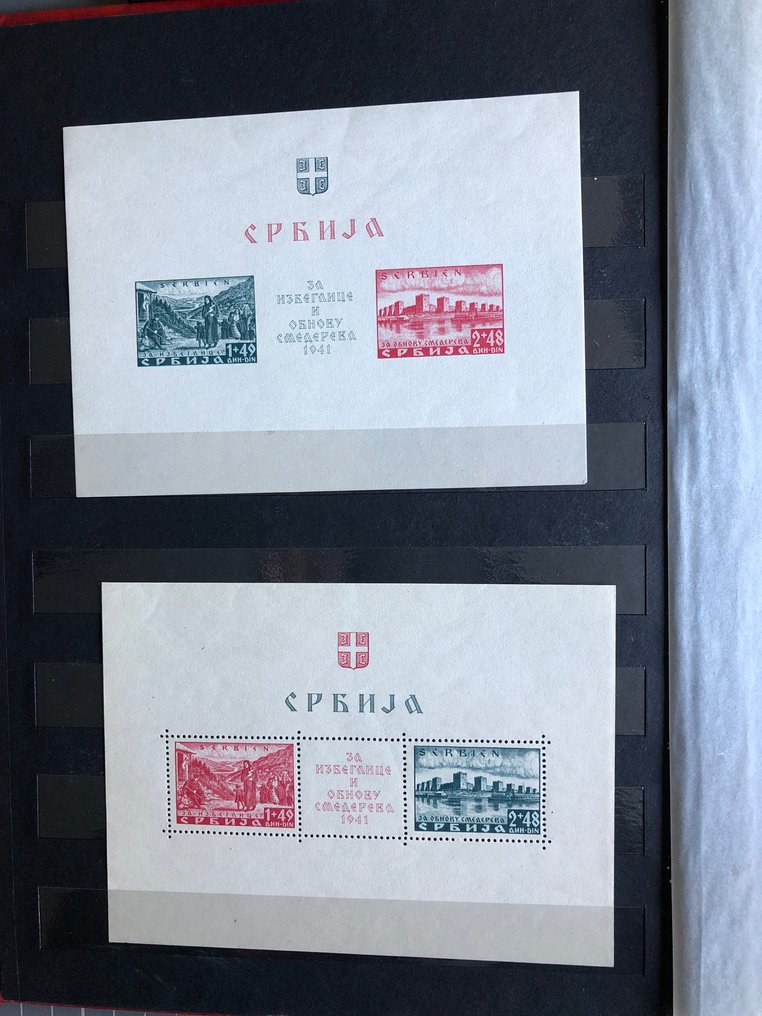 СРБИЈА
SERBIEN
ЗА ИЗБЕГЛИЦЕ
1+49
СРБИЈА
ДИН-DIN
ЗА
ИЗБЕГЛИЦЕ
И
ОБНОВУ
СМЕДЕРЕВА
1941
SERBIEN
ЗА ОБНОВУ СМЕДЕРЕВА
2+48
СРБИЈА
ДИН-DIN
СРБИЈА
SERBIEN
ЗА ИЗБЕГЛИЦЕ
1+49
СРБИЈА
ДИН-DIN
ЗА
ИЗБЕГЛИЦЕ
И
ОБНОВУ
СМЕДЕРЕВА
1941
SERBIEN
ЗА ОБНОВУ СМЕДЕРЕВА
2+48
СРБИЈА
ДИН-DIN